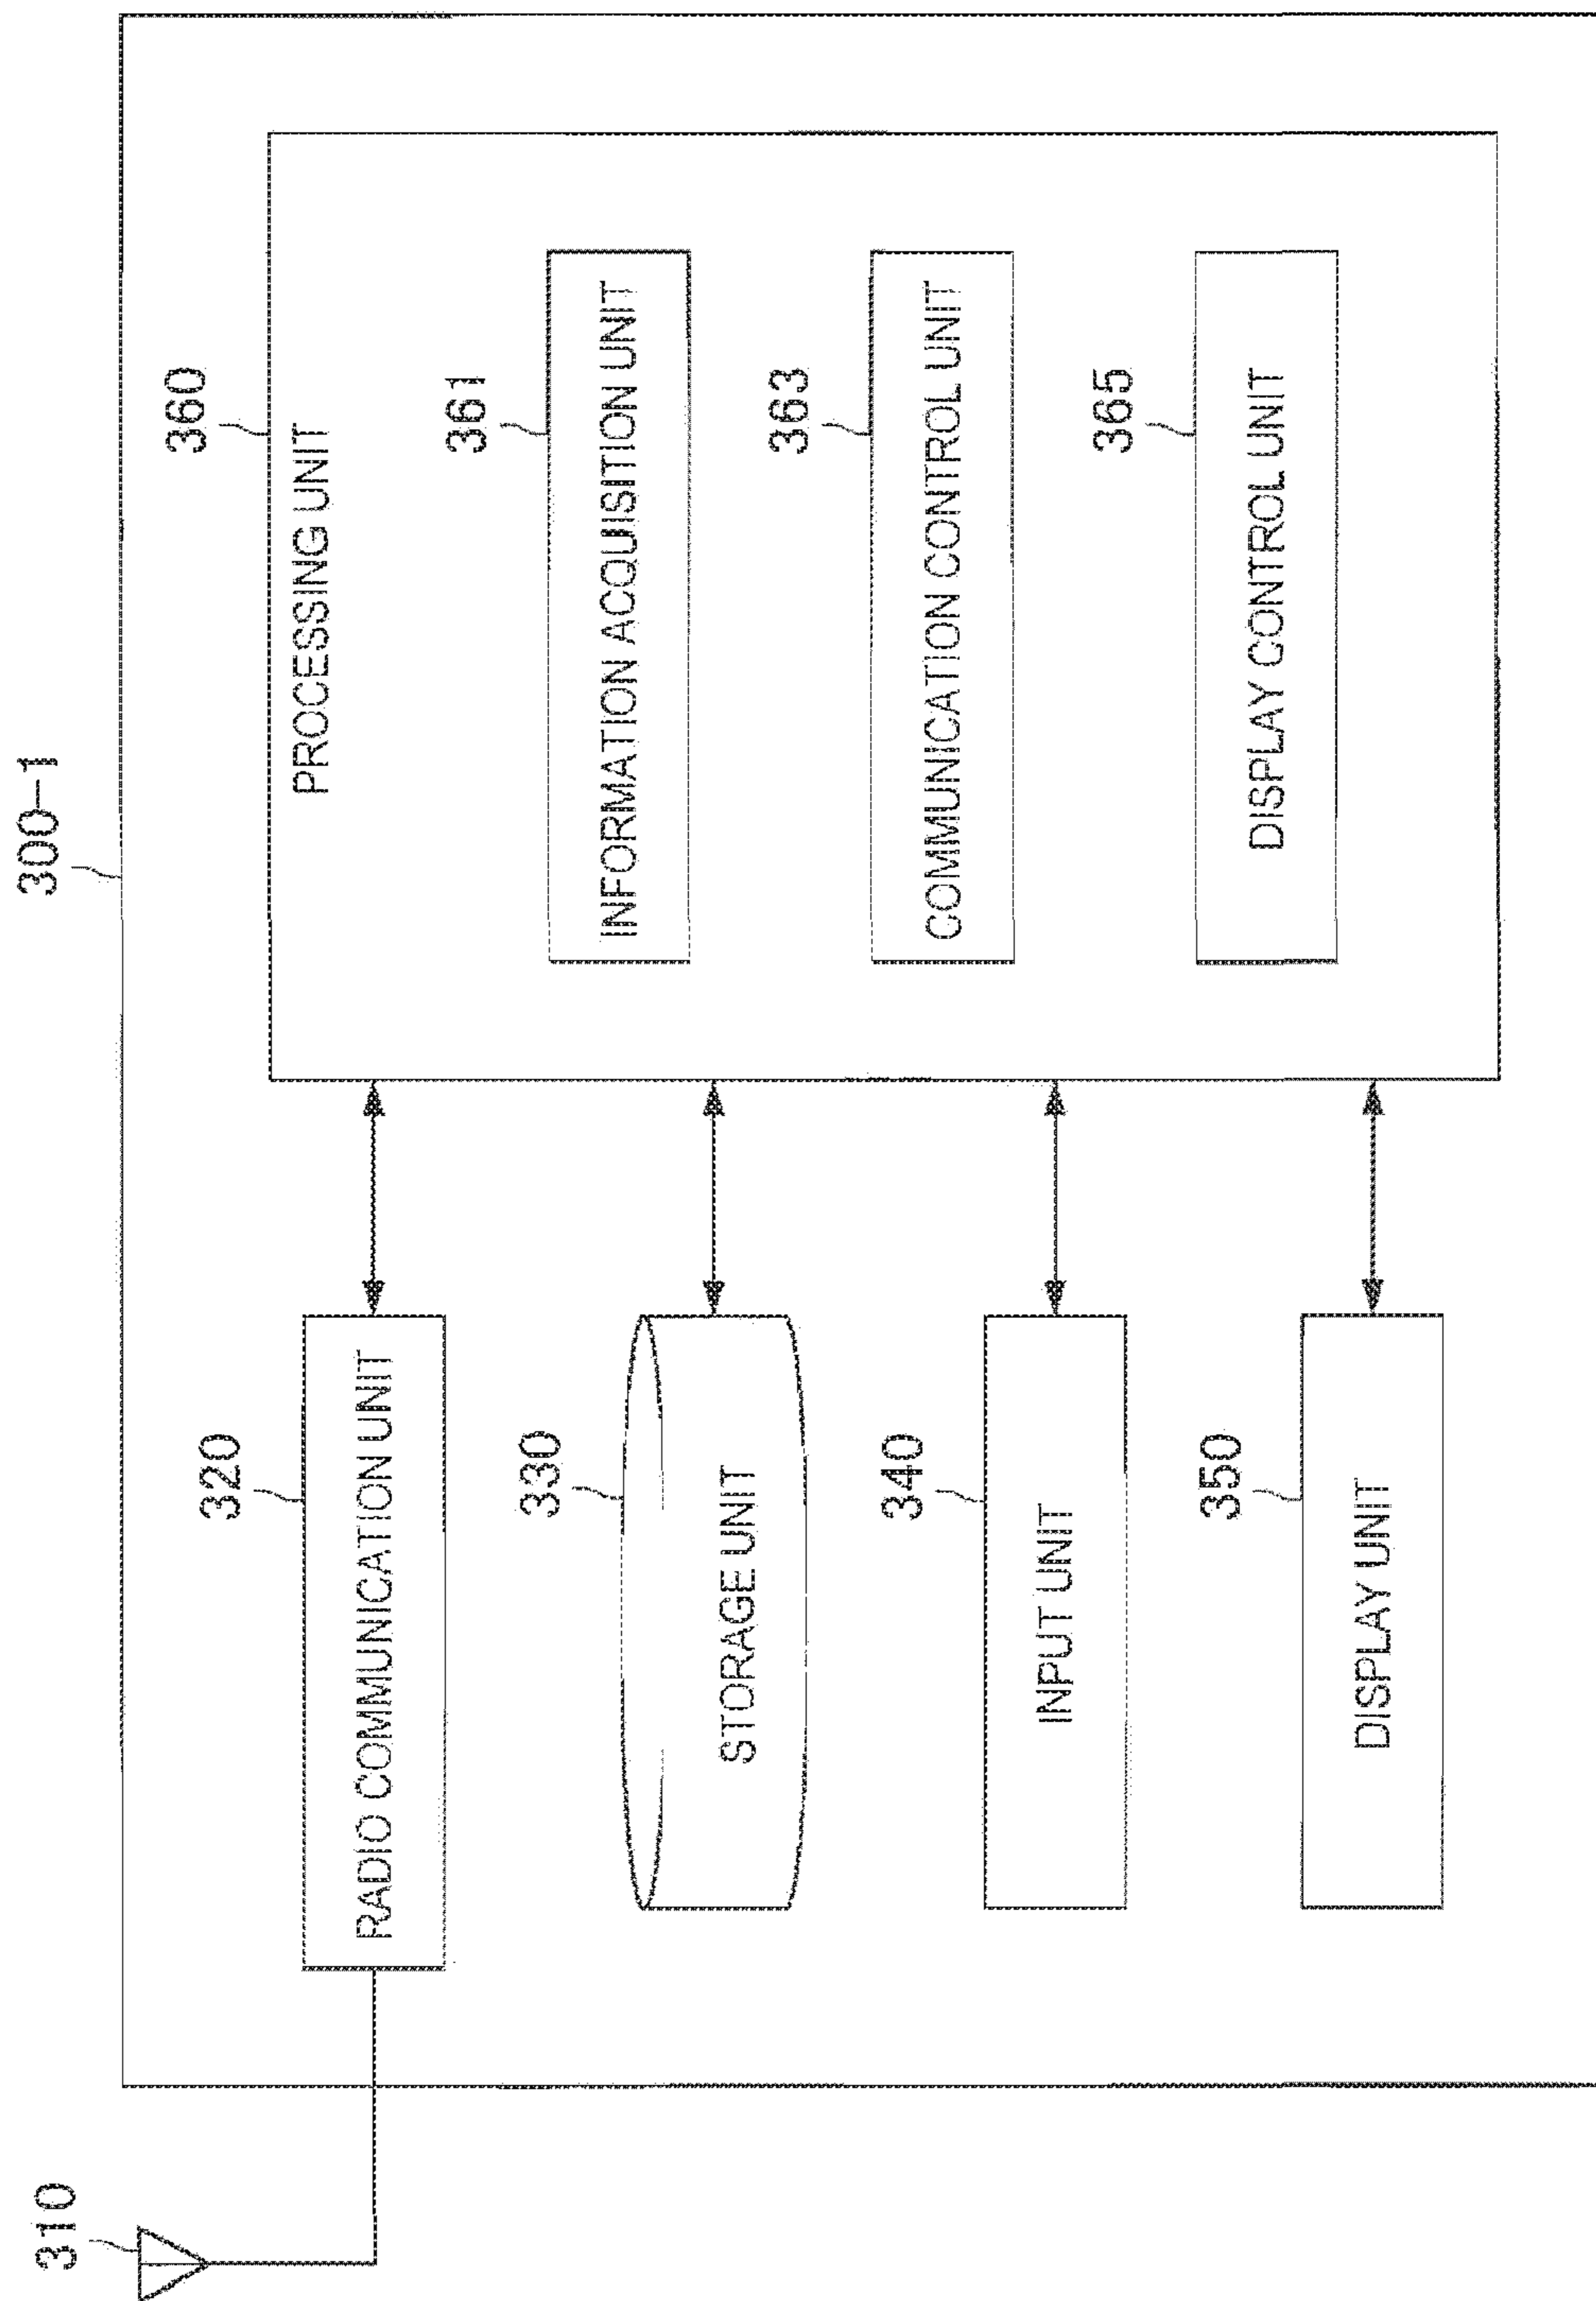 300-1
310
320
RADIO COMMUNICATION UNIT
330
STORAGE UNIT
340
INPUT UNIT
350
DISPLAY UNIT
360
PROCESSING UNIT
361
INFORMATION ACQUISITION UNIT
363
COMMUNICATION CONTROL UNIT
365
DISPLAY CONTROL UNIT